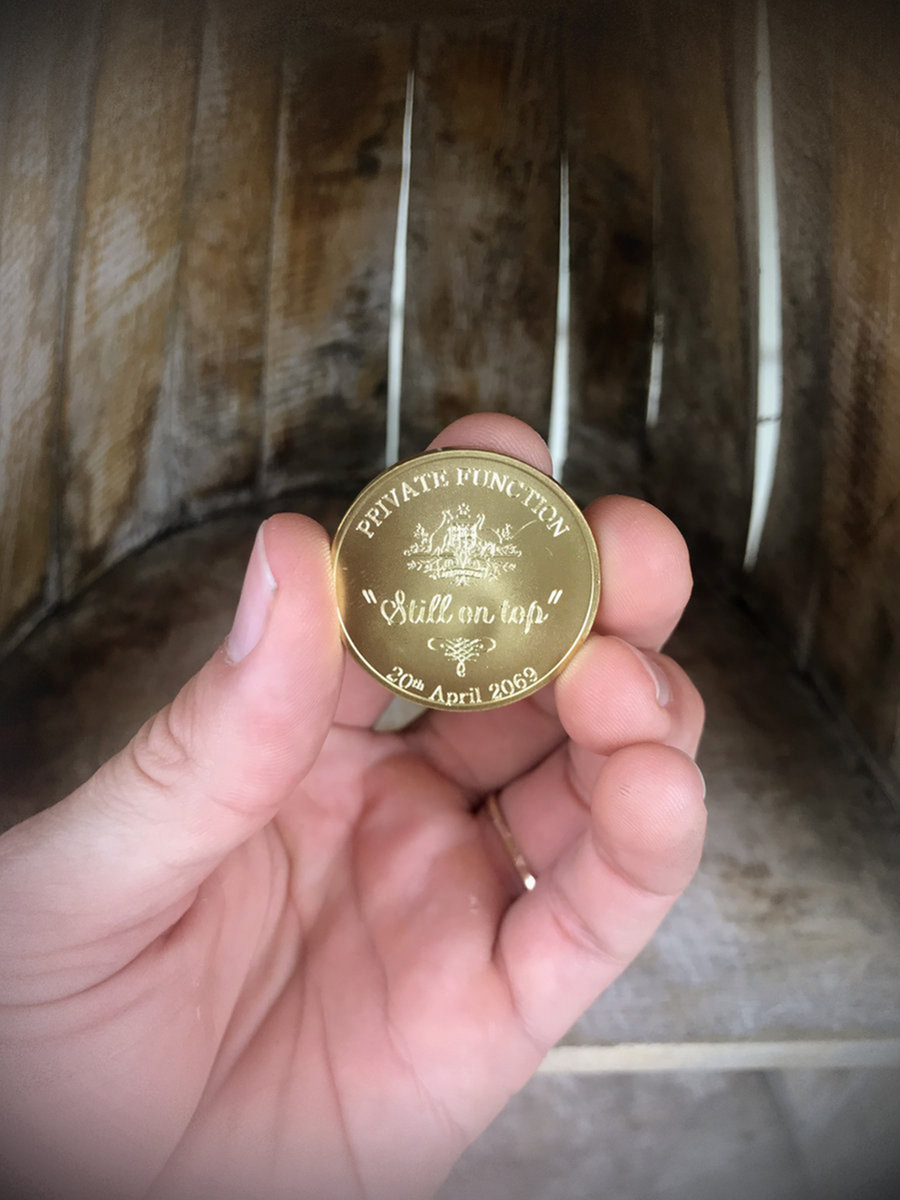 PRIVATE FUNCTION
"Still on top"
20th April 2069